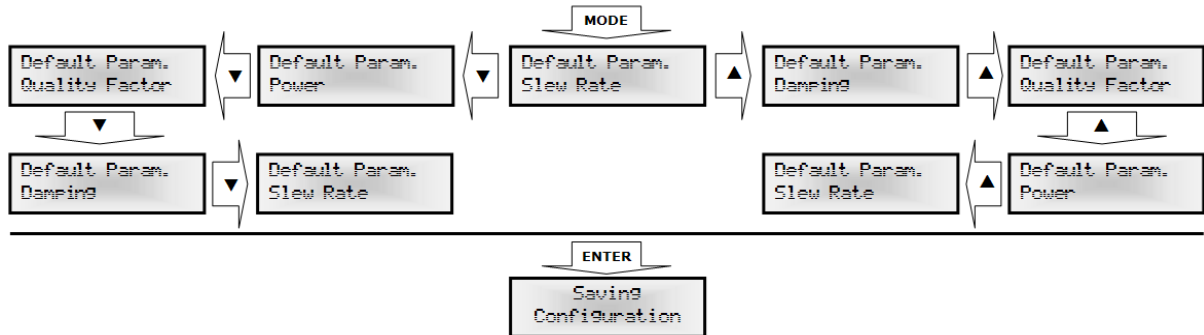 MODE
Default Param.
Quality Factor
▼
Default Param.
Power
▼
Default Param.
Slew Rate
▲
Default Param.
Damping
▲
Default Param.
Quality Factor
▼
▲
Default Param.
Damping
▼
Default Param.
Slew Rate
Default Param.
Slew Rate
▲
Default Param.
Power
ENTER
Saving
Configuration